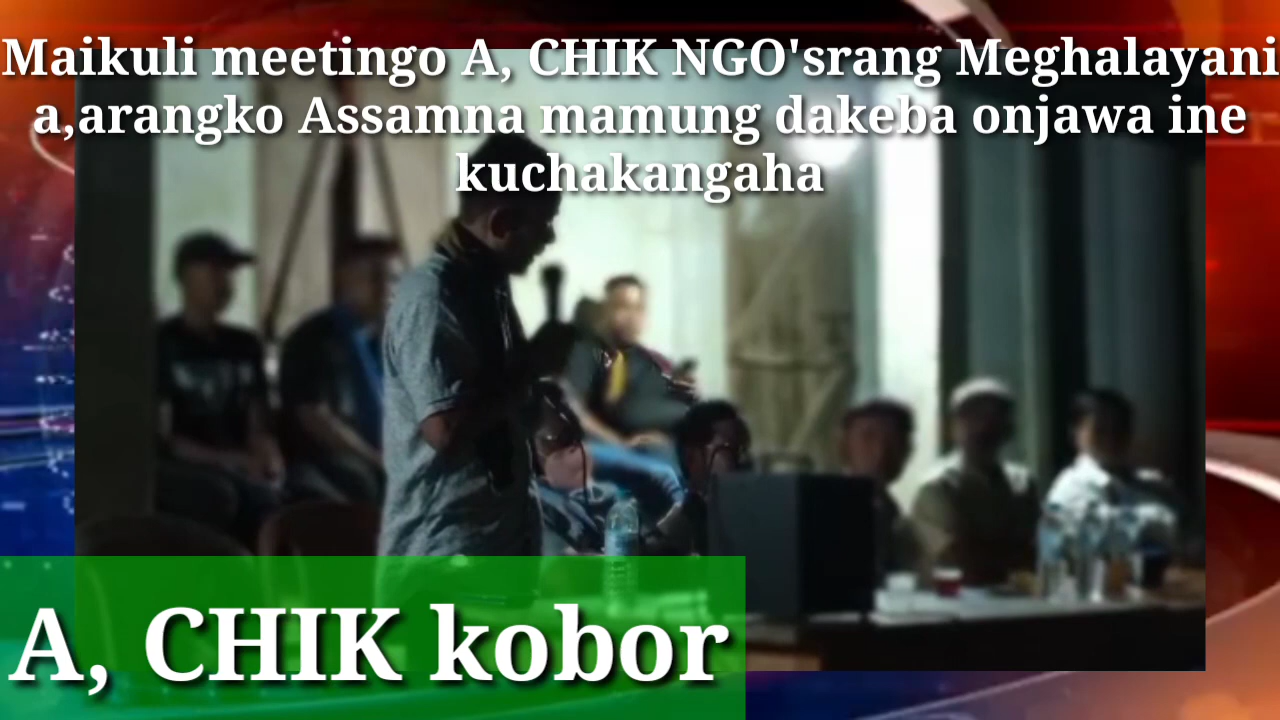 Maikuli meetingo A, CHIK NGO'srang Meghalayani
a,arangko Assamna mamung dakeba onjawa ine
kuchakangaha
A, CHIK kobor